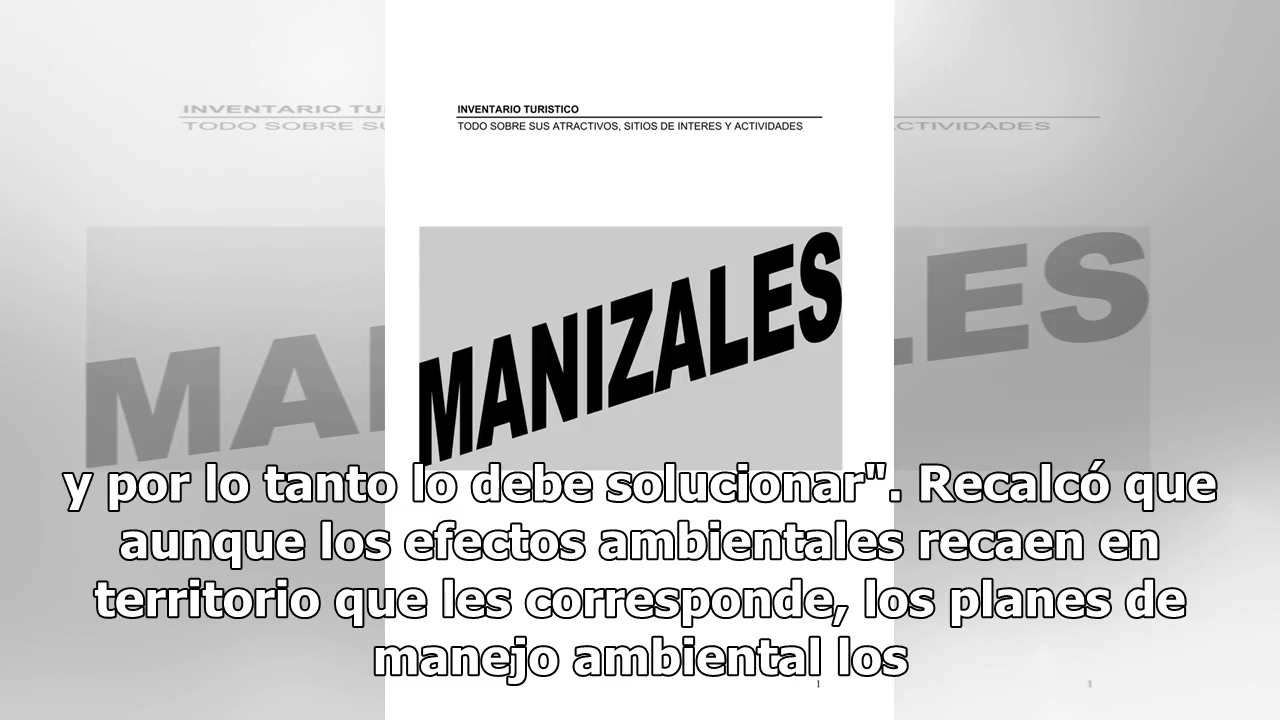 INVENTARIO TURISTICO
TODO SOBRE SUS ATRACTIVOS, SITIOS DE INTERES Y ACTIVIDADES
MANIZALES
y por lo tanto lo debe solucionar". Recalcó que
aunque los efectos ambientales recaen en
territorio que les corresponde, los planes de
manejo ambiental los
1